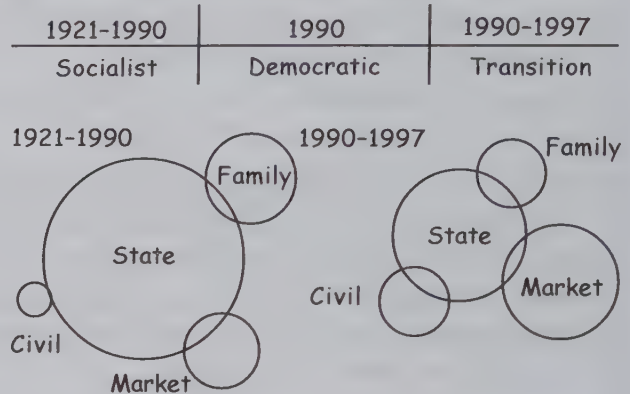 1921–1990 1990 1990–1997
Socialist Democratic Transition
1921–1990 1990–1997
Family Family
State State
Civil Market
Civil
Market